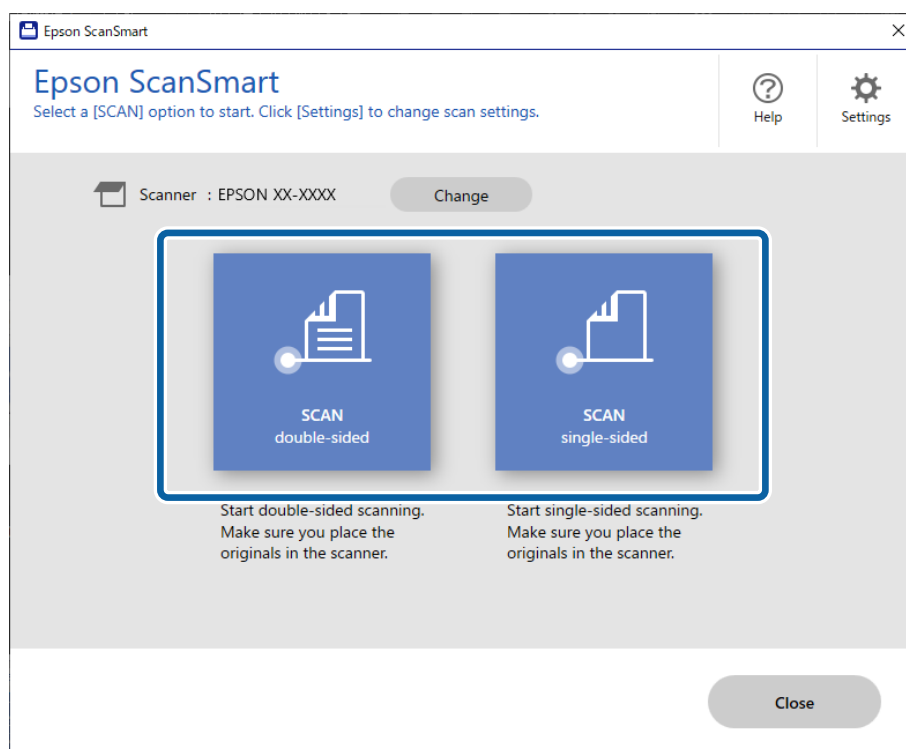 Epson ScanSmart
Epson ScanSmart
Select a [SCAN] option to start. Click [Settings] to change scan settings.
Help
Settings
Scanner : EPSON XX-XXXX
Change
SCAN
double-sided
SCAN
single-sided
Start double-sided scanning.
Make sure you place the
originals in the scanner.
Start single-sided scanning.
Make sure you place the
originals in the scanner.
Close